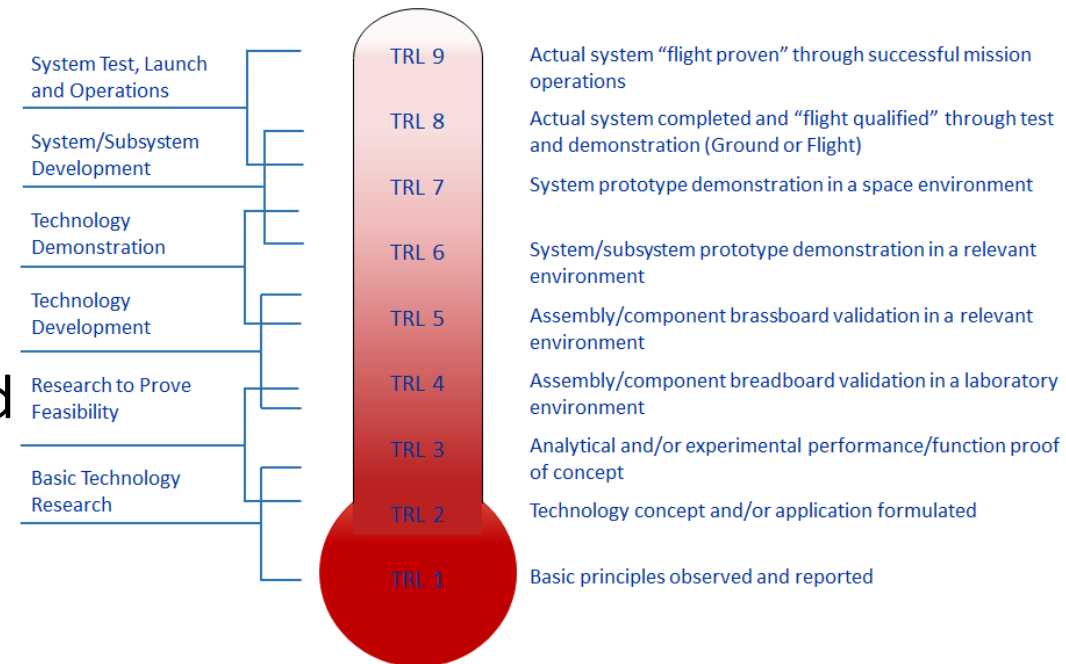 System Test, Launch
and Operations
System/Subsystem
Development
Technology
Demonstration
Technology
Development
d
Research to Prove
Feasibility
Basic Technology
Research
TRL 9
TRL 8
TRL 7
TRL 6
TRL 5
TRL 4
TRL 3
TRL 2
TRL 1
Actual system “flight proven” through successful mission
operations
Actual system completed and “flight qualified” through test
and demonstration (Ground or Flight)
System prototype demonstration in a space environment
System/subsystem prototype demonstration in a relevant
environment
Assembly/component brassboard validation in a relevant
environment
Assembly/component breadboard validation in a laboratory
environment
Analytical and/or experimental performance/function proof
of concept
Technology concept and/or application formulated
Basic principles observed and reported